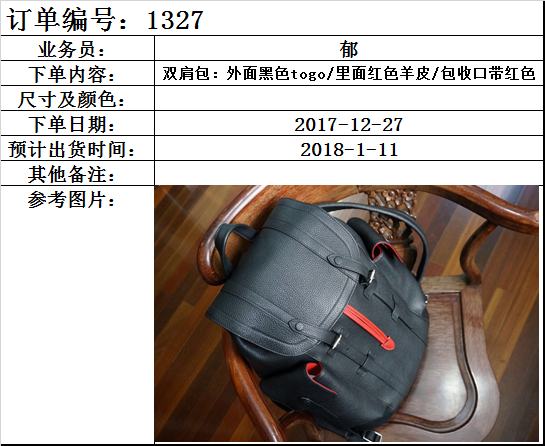 订单编号：1327
业务员： 郁
下单内容： 双肩包：外面黑色togo/里面红色羊皮/包收口带红色
尺寸及颜色：
下单日期： 2017-12-27
预计出货时间： 2018-1-11
其他备注：
参考图片：